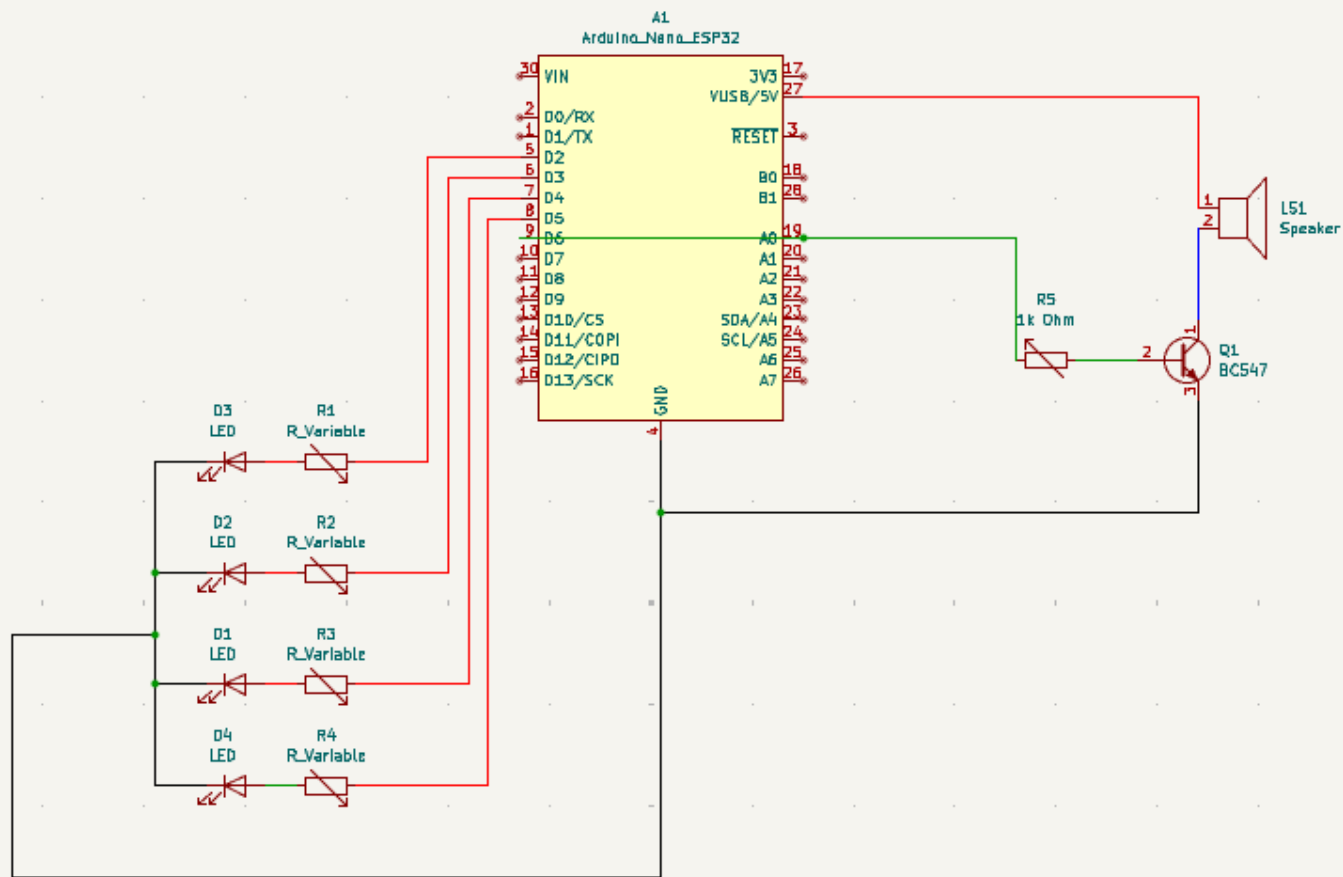 A1
Arduino_Nano_ESP32
30 VIN
3V3 17
VUSB/5V 27
2 D0/RX
1 D1/TX
RESET 3
5 D2
6 D3
B0 18
7 D4
B1 28
8 D5
9 D6
A0 19
10 D7
A1 20
11 D8
A2 21
12 D9
A3 22
13 D10/CS
SDA/A4 23
14 D11/COPI
SCL/A5 24
15 D12/CIPO
A6 25
16 D13/SCK
A7 26
GND
4
1
2
LS1
Speaker
R5
1k Ohm
1
2
3
Q1
BC547
D3
LED
R1
R_Variable
D2
LED
R2
R_Variable
D1
LED
R3
R_Variable
D4
LED
R4
R_Variable